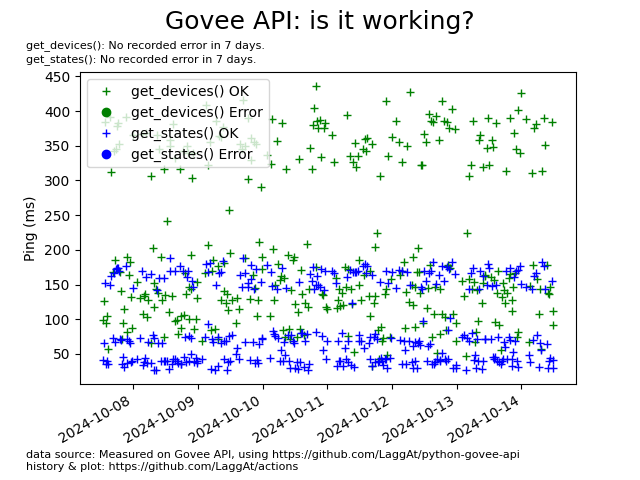 Govee API: is it working?
get_devices(): No recorded error in 7 days.
get_states(): No recorded error in 7 days.
get_devices() OK
get_devices() Error
get_states() OK
get_states() Error
Ping (ms)
450
400
350
300
250
200
150
100
50
2024-10-08
2024-10-09
2024-10-10
2024-10-11
2024-10-12
2024-10-13
2024-10-14
data source: Measured on Govee API, using https://github.com/LaggAt/python-govee-api
history & plot: https://github.com/LaggAt/actions